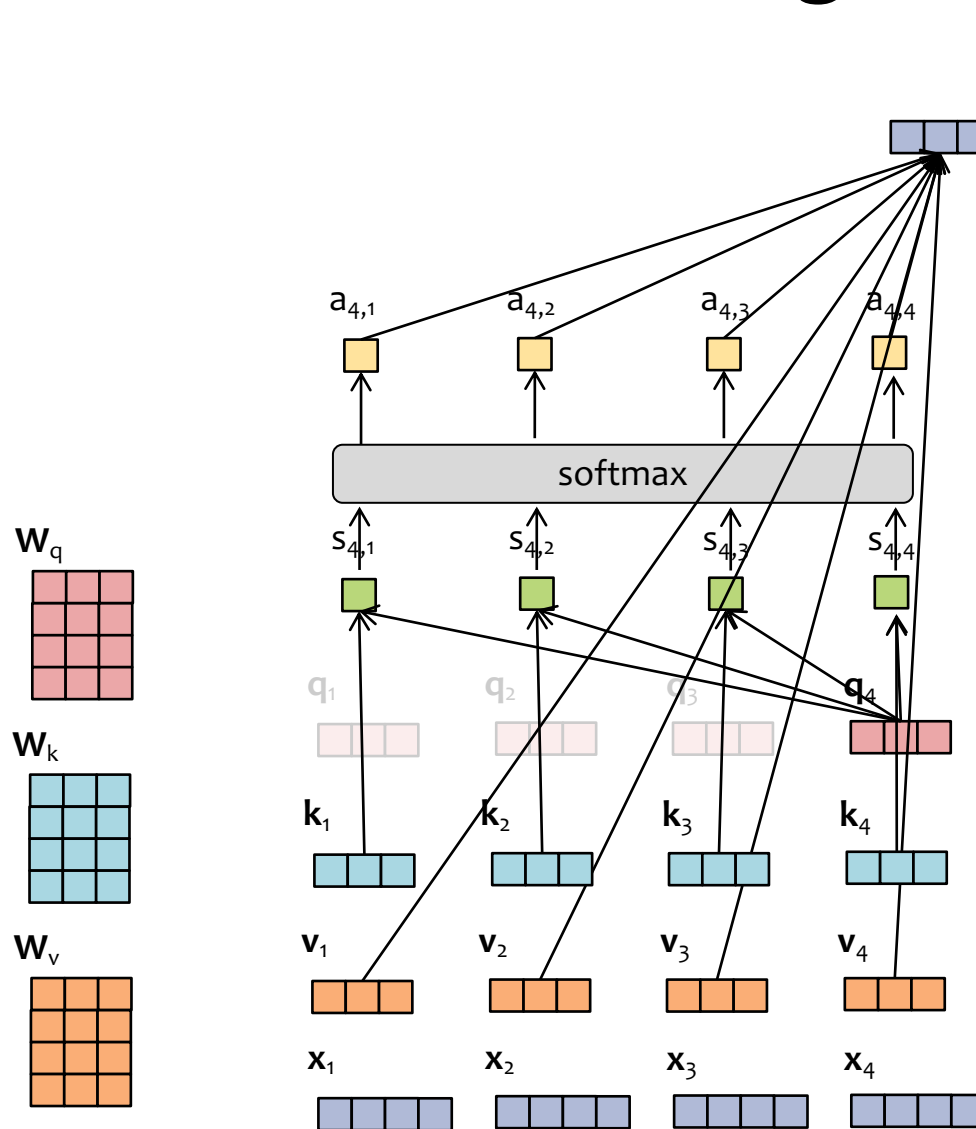 a4,1 a4,2 a4,3 a4,4
softmax
s4,1 s4,2 s4,3 s4,4
Wq
q1 q2 q3 q4
Wk
k1 k2 k3 k4
Wv
v1 v2 v3 v4
x1 x2 x3 x4